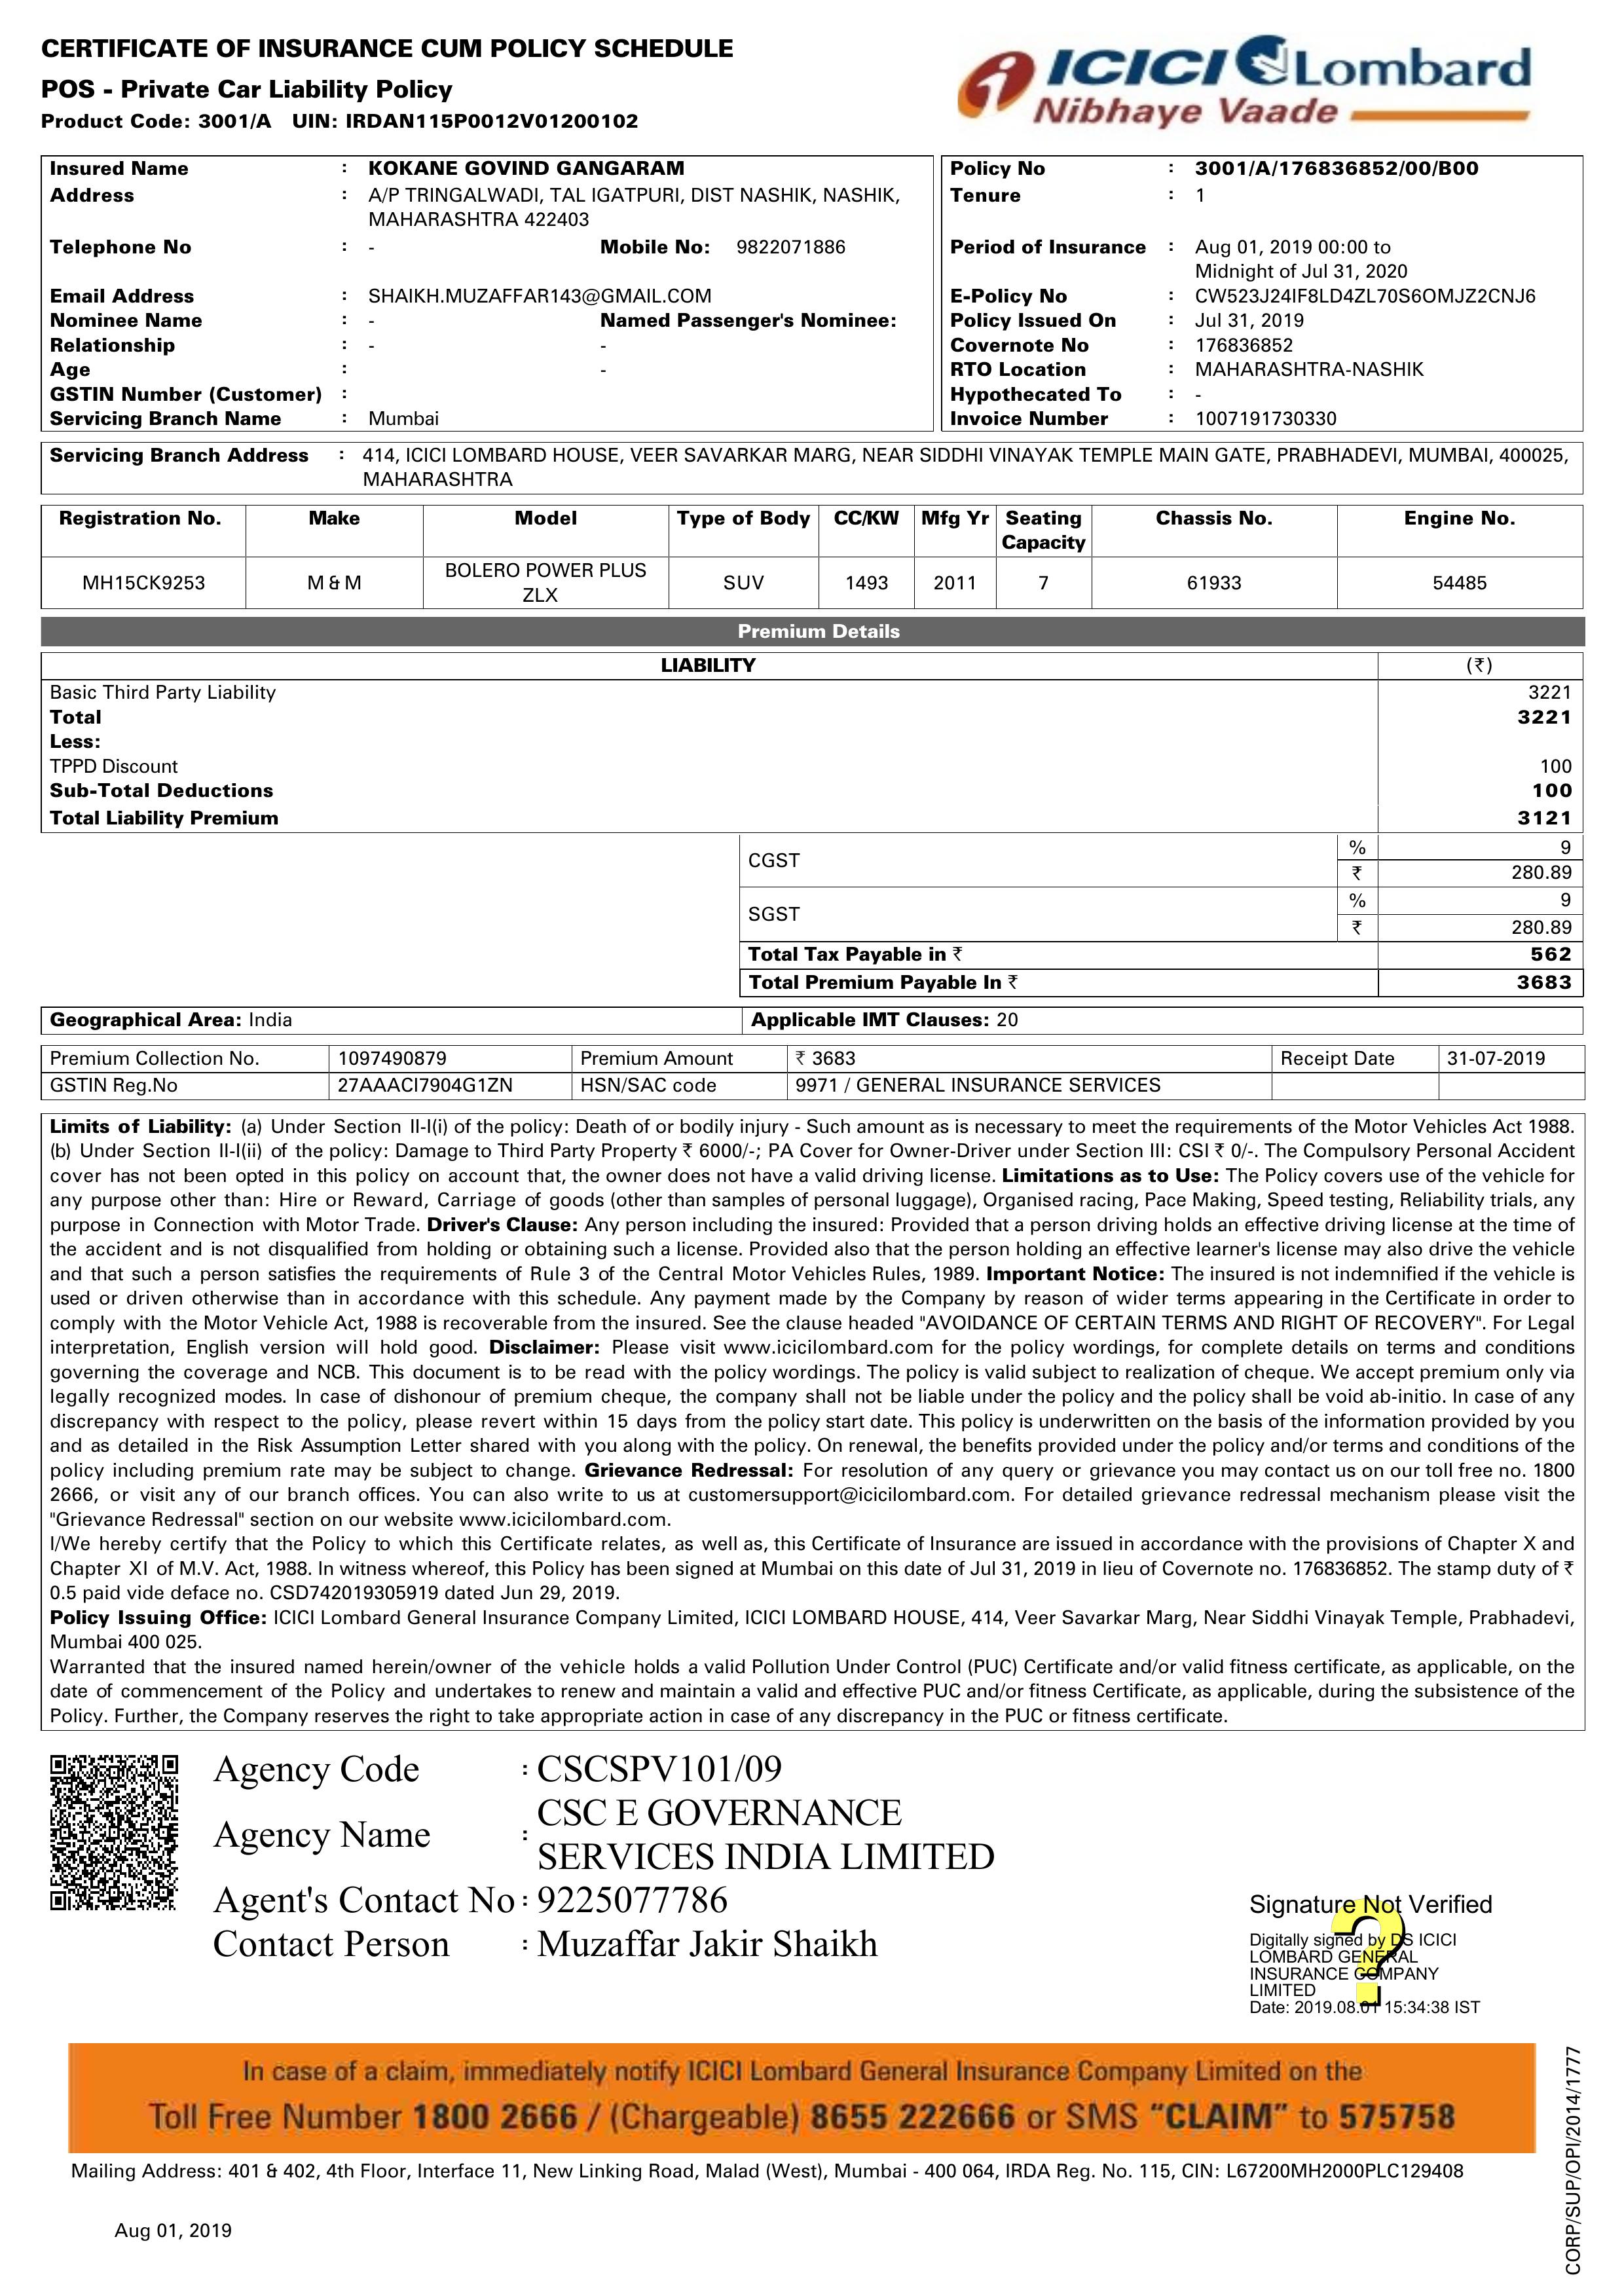 CERTIFICATE OF INSURANCE CUM POLICY SCHEDULE
POS - Private Car Liability Policy
Product Code: 3001/A UIN: IRDAN115P0012V01200102
ICICI Lombard
Nibhaye Vaade
Insured Name : KOKANE GOVIND GANGARAM
Address : A/P TRINGALWADI, TAL IGATPURI, DIST NASHIK, NASHIK,
MAHARASHTRA 422403
Telephone No : - Mobile No: 9822071886
Email Address : SHAIKH.MUZAFFAR143@GMAIL.COM
Nominee Name : - Named Passenger's Nominee:
Relationship : - -
Age : -
GSTIN Number (Customer) :
Servicing Branch Name : Mumbai
Policy No : 3001/A/176836852/00/B00
Tenure : 1
Period of Insurance : Aug 01, 2019 00:00 to
Midnight of Jul 31, 2020
E-Policy No : CW523J24IF8LD4ZL70S6OMJZ2CNJ6
Policy Issued On : Jul 31, 2019
Covernote No : 176836852
RTO Location : MAHARASHTRA-NASHIK
Hypothecated To : -
Invoice Number : 1007191730330
Servicing Branch Address : 414, ICICI LOMBARD HOUSE, VEER SAVARKAR MARG, NEAR SIDDHI VINAYAK TEMPLE MAIN GATE, PRABHADEVI, MUMBAI, 400025,
MAHARASHTRA
Registration No. Make Model Type of Body CC/KW Mfg Yr Seating Capacity Chassis No. Engine No.
MH15CK9253 M & M BOLERO POWER PLUS ZLX SUV 1493 2011 7 61933 54485
Premium Details
LIABILITY (₹)
Basic Third Party Liability 3221
Total 3221
Less:
TPPD Discount 100
Sub-Total Deductions 100
Total Liability Premium 3121
CGST % 9
₹ 280.89
SGST % 9
₹ 280.89
Total Tax Payable in ₹ 562
Total Premium Payable In ₹ 3683
Geographical Area: India Applicable IMT Clauses: 20
Premium Collection No. 1097490879 Premium Amount ₹ 3683 Receipt Date 31-07-2019
GSTIN Reg.No 27AAACI7904G1ZN HSN/SAC code 9971 / GENERAL INSURANCE SERVICES
Limits of Liability: (a) Under Section II-I(i) of the policy: Death of or bodily injury - Such amount as is necessary to meet the requirements of the Motor Vehicles Act 1988.
(b) Under Section II-I(ii) of the policy: Damage to Third Party Property ₹ 6000/-; PA Cover for Owner-Driver under Section III: CSI ₹ 0/-. The Compulsory Personal Accident
cover has not been opted in this policy on account that, the owner does not have a valid driving license. Limitations as to Use: The Policy covers use of the vehicle for
any purpose other than: Hire or Reward, Carriage of goods (other than samples of personal luggage), Organised racing, Pace Making, Speed testing, Reliability trials, any
purpose in Connection with Motor Trade. Driver's Clause: Any person including the insured: Provided that a person driving holds an effective driving license at the time of
the accident and is not disqualified from holding or obtaining such a license. Provided also that the person holding an effective learner's license may also drive the vehicle
and that such a person satisfies the requirements of Rule 3 of the Central Motor Vehicles Rules, 1989. Important Notice: The insured is not indemnified if the vehicle is
used or driven otherwise than in accordance with this schedule. Any payment made by the Company by reason of wider terms appearing in the Certificate in order to
comply with the Motor Vehicle Act, 1988 is recoverable from the insured. See the clause headed "AVOIDANCE OF CERTAIN TERMS AND RIGHT OF RECOVERY". For Legal
interpretation, English version will hold good. Disclaimer: Please visit www.icicilombard.com for the policy wordings, for complete details on terms and conditions
governing the coverage and NCB. This document is to be read with the policy wordings. The policy is valid subject to realization of cheque. We accept premium only via
legally recognized modes. In case of dishonour of premium cheque, the company shall not be liable under the policy and the policy shall be void ab-initio. In case of any
discrepancy with respect to the policy, please revert within 15 days from the policy start date. This policy is underwritten on the basis of the information provided by you
and as detailed in the Risk Assumption Letter shared with you along with the policy. On renewal, the benefits provided under the policy and/or terms and conditions of the
policy including premium rate may be subject to change. Grievance Redressal: For resolution of any query or grievance you may contact us on our toll free no. 1800
2666, or visit any of our branch offices. You can also write to us at customersupport@icicilombard.com. For detailed grievance redressal mechanism please visit the
"Grievance Redressal" section on our website www.icicilombard.com.
I/We hereby certify that the Policy to which this Certificate relates, as well as, this Certificate of Insurance are issued in accordance with the provisions of Chapter X and
Chapter XI of M.V. Act, 1988. In witness whereof, this Policy has been signed at Mumbai on this date of Jul 31, 2019 in lieu of Covernote no. 176836852. The stamp duty of ₹
0.5 paid vide deface no. CSD742019305919 dated Jun 29, 2019.
Policy Issuing Office: ICICI Lombard General Insurance Company Limited, ICICI LOMBARD HOUSE, 414, Veer Savarkar Marg, Near Siddhi Vinayak Temple, Prabhadevi,
Mumbai 400 025.
Warranted that the insured named herein/owner of the vehicle holds a valid Pollution Under Control (PUC) Certificate and/or valid fitness certificate, as applicable, on the
date of commencement of the Policy and undertakes to renew and maintain a valid and effective PUC and/or fitness Certificate, as applicable, during the subsistence of the
Policy. Further, the Company reserves the right to take appropriate action in case of any discrepancy in the PUC or fitness certificate.
Agency Code : CSCSPV101/09
Agency Name : CSC E GOVERNANCE
SERVICES INDIA LIMITED
Agent's Contact No : 9225077786
Contact Person : Muzaffar Jakir Shaikh
Signature Not Verified
Digitally signed by DS ICICI
LOMBARD GENERAL
INSURANCE COMPANY
LIMITED
Date: 2019.08.01 15:34:38 IST
In case of a claim, immediately notify ICICI Lombard General Insurance Company Limited on the
Toll Free Number 1800 2666 / (Chargeable) 8655 222666 or SMS “CLAIM” to 575758
Mailing Address: 401 & 402, 4th Floor, Interface 11, New Linking Road, Malad (West), Mumbai - 400 064, IRDA Reg. No. 115, CIN: L67200MH2000PLC129408
CORP/SUP/OPI/2014/1777
Aug 01, 2019